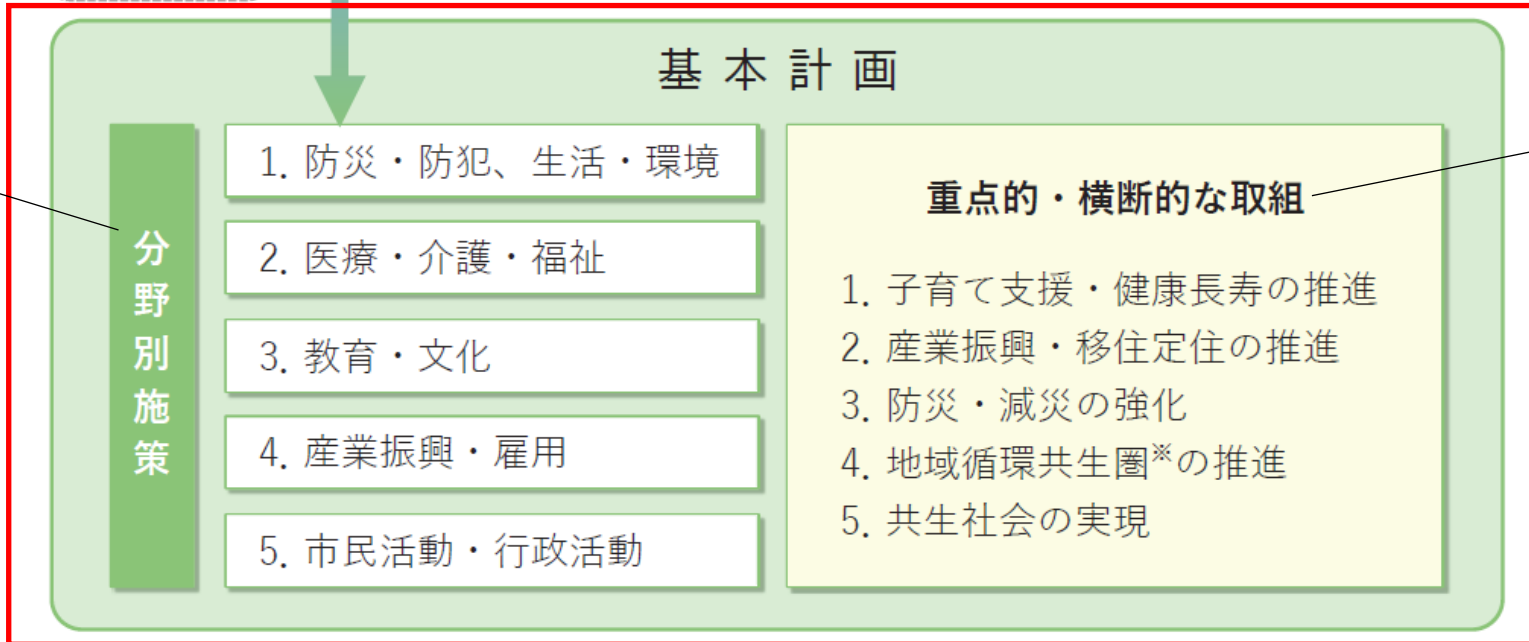 基本計画
分野別施策
1. 防災・防犯、生活・環境
2. 医療・介護・福祉
3. 教育・文化
4. 産業振興・雇用
5. 市民活動・行政活動
重点的・横断的な取組
1. 子育て支援・健康長寿の推進
2. 産業振興・移住定住の推進
3. 防災・減災の強化
4. 地域循環共生圏※の推進
5. 共生社会の実現